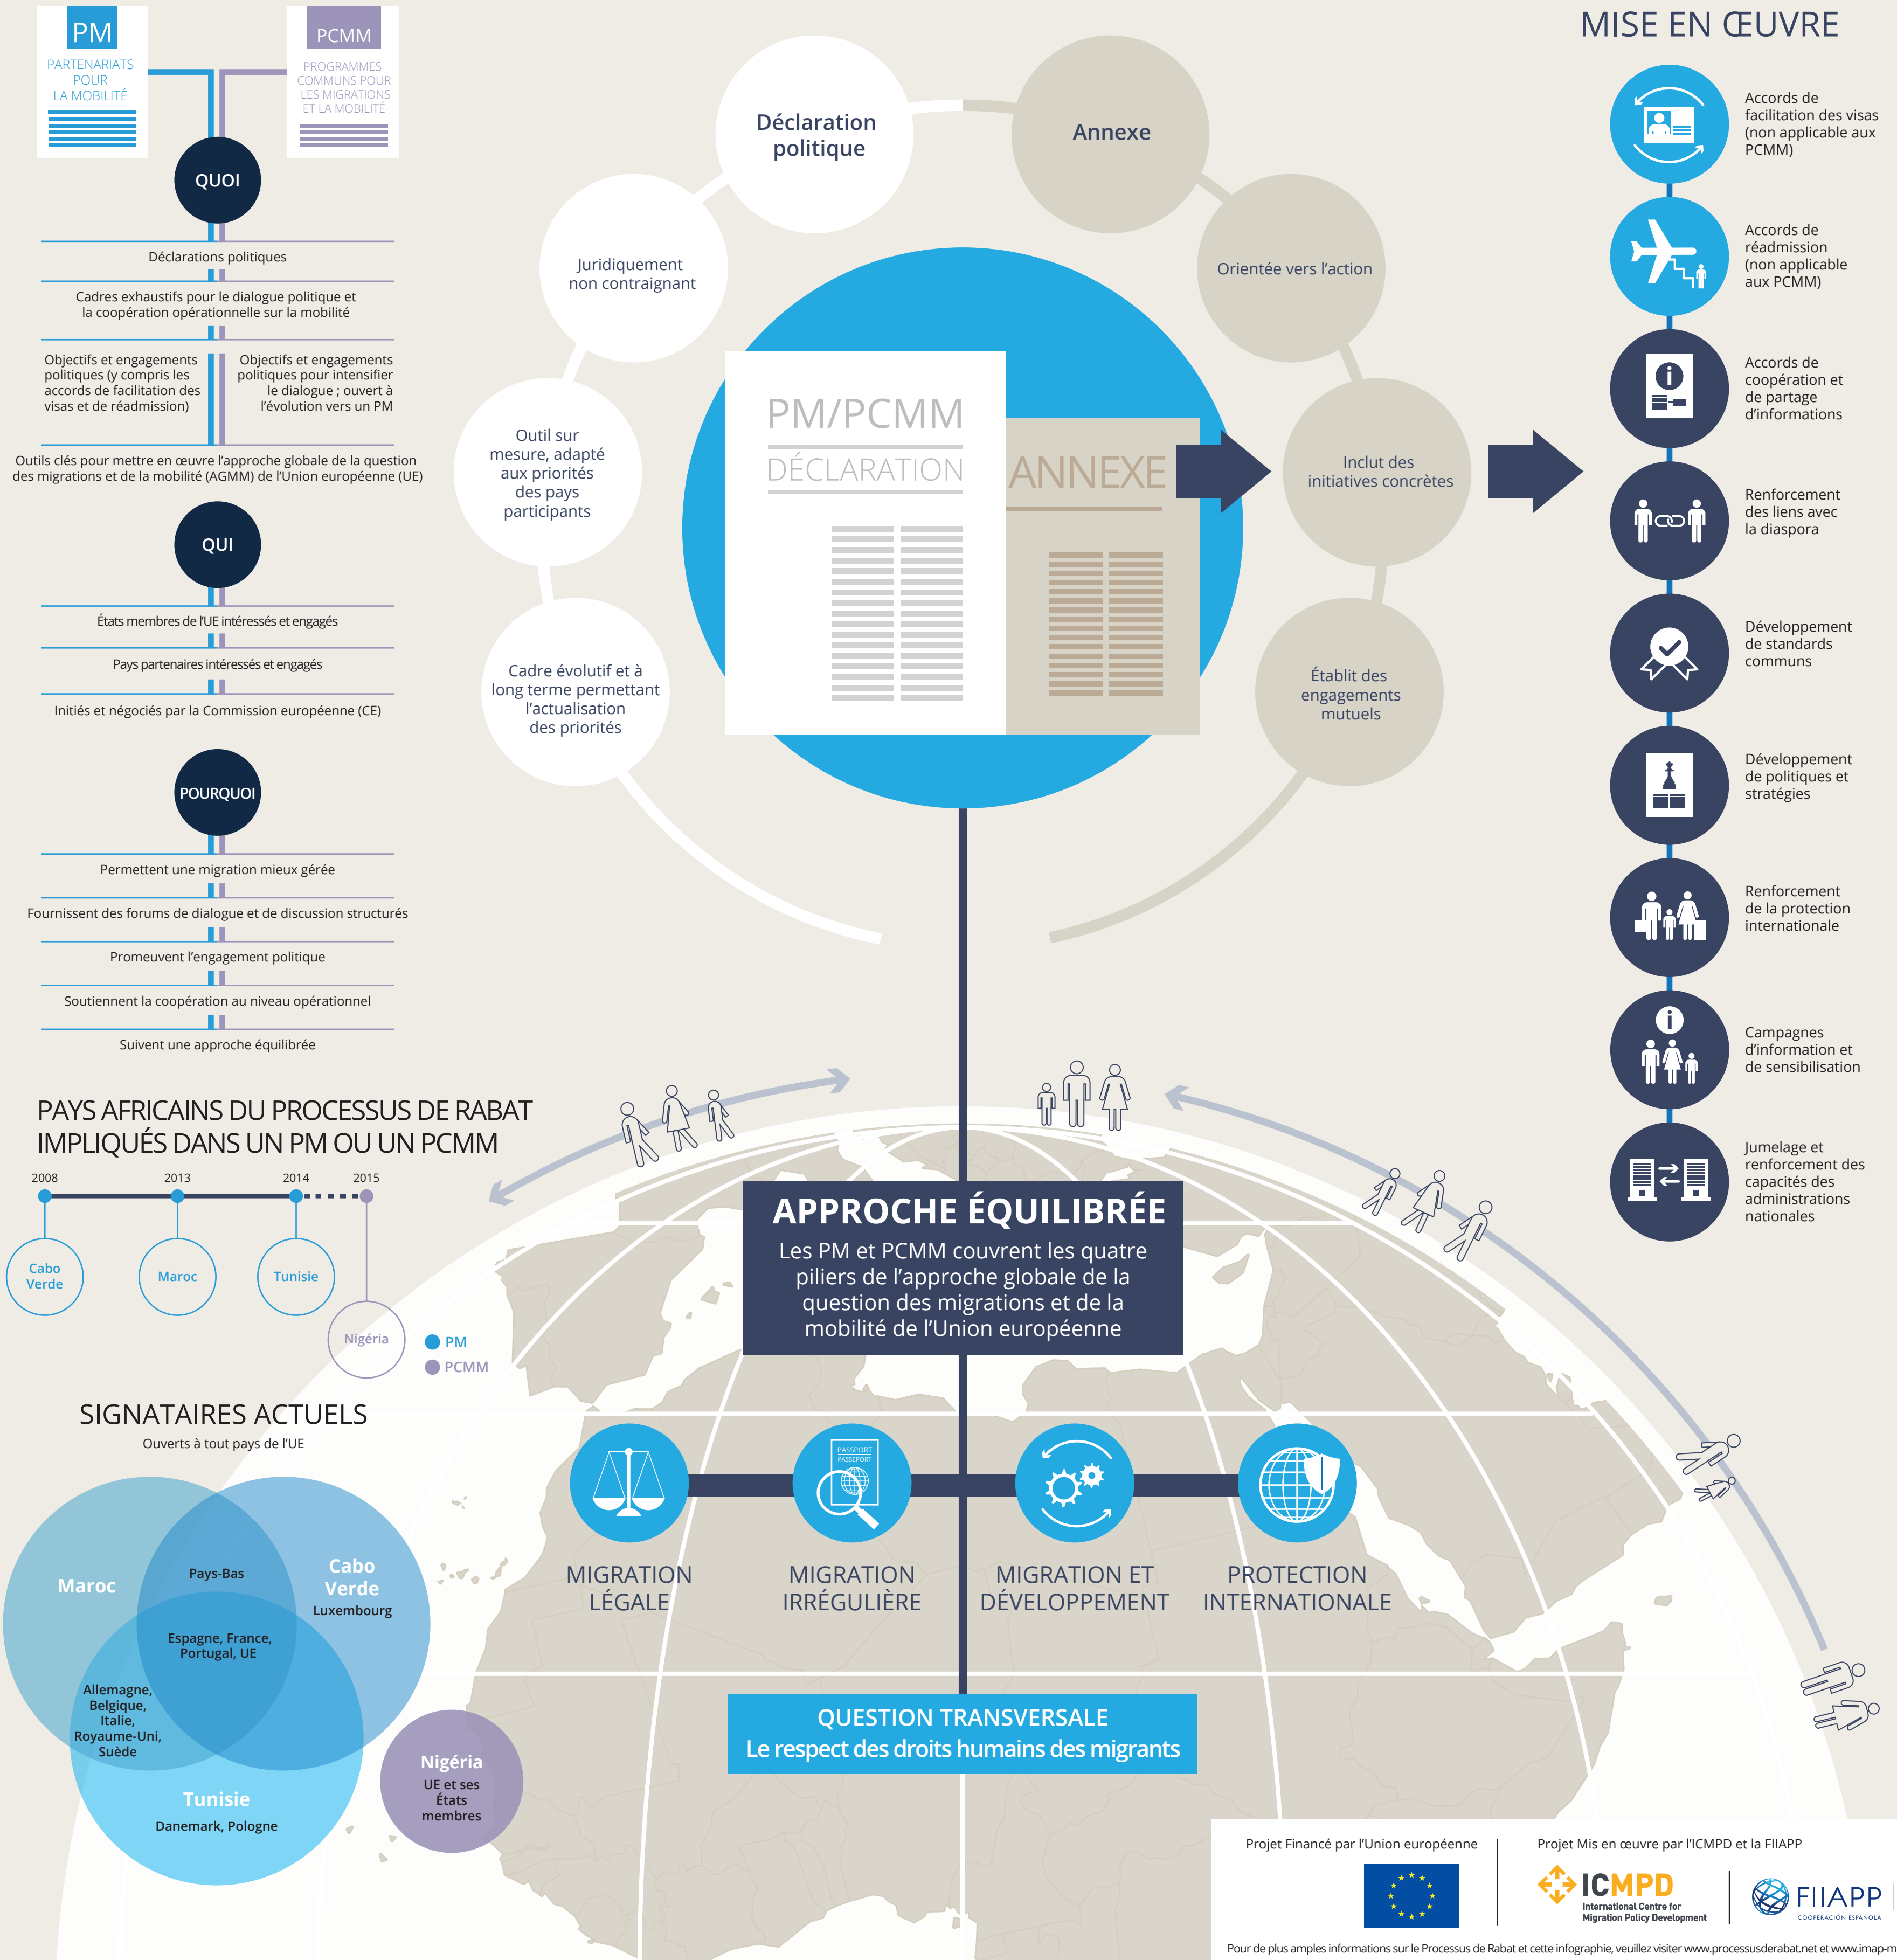 PM
PARTENARIATS
POUR
LA MOBILITÉ
PCMM
PROGRAMMES
COMMUNS POUR
LES MIGRATIONS
ET LA MOBILITÉ
QUOI
Déclarations politiques
Cadres exhaustifs pour le dialogue politique et
la coopération opérationnelle sur la mobilité
Objectifs et engagements
politiques (y compris les
accords de facilitation des
visas et de réadmission)
Objectifs et engagements
politiques pour intensifier
le dialogue ; ouvert à
l’évolution vers un PM
Outils clés pour mettre en œuvre l’approche globale de la question
des migrations et de la mobilité (AGMM) de l’Union européenne (UE)
QUI
États membres de l’UE intéressés et engagés
Pays partenaires intéressés et engagés
Initiés et négociés par la Commission européenne (CE)
POURQUOI
Permettent une migration mieux gérée
Fournissent des forums de dialogue et de discussion structurés
Promeuvent l’engagement politique
Soutiennent la coopération au niveau opérationnel
Suivent une approche équilibrée
Déclaration
politique
Juridiquement
non contraignant
Outil sur
mesure, adapté
aux priorités
des pays
participants
Cadre évolutif et à
long terme permettant
l’actualisation
des priorités
PM/PCMM
DÉCLARATION
ANNEXE
Annexe
Orientée vers l’action
Inclut des
initiatives concrètes
Établit des
engagements
mutuels
MISE EN ŒUVRE
Accords de
facilitation des visas
(non applicable aux
PCMM)
Accords de
réadmission
(non applicable
aux PCMM)
Accords de
coopération et
de partage
d’informations
Renforcement
des liens avec
la diaspora
Développement
de standards
communs
Développement
de politiques et
stratégies
Renforcement
de la protection
internationale
Campagnes
d’information et
de sensibilisation
Jumelage et
renforcement des
capacités des
administrations
nationales
PAYS AFRICAINS DU PROCESSUS DE RABAT
IMPLIQUÉS DANS UN PM OU UN PCMM
2008
2013
2014
2015
Cabo
Verde
Maroc
Tunisie
Nigéria
PM
PCMM
SIGNATAIRES ACTUELS
Ouverts à tout pays de l’UE
Maroc
Pays-Bas
Cabo
Verde
Luxembourg
Espagne, France,
Portugal, UE
Allemagne,
Belgique,
Italie,
Royaume-Uni,
Suède
Tunisie
Danemark, Pologne
Nigéria
UE et ses
États
membres
APPROCHE ÉQUILIBRÉE
Les PM et PCMM couvrent les quatre
piliers de l’approche globale de la
question des migrations et de la
mobilité de l’Union européenne
PASSPORT
PASSEPORT
MIGRATION
LÉGALE
MIGRATION
IRRÉGULIÈRE
MIGRATION ET
DÉVELOPPEMENT
PROTECTION
INTERNATIONALE
QUESTION TRANSVERSALE
Le respect des droits humains des migrants
Projet Financé par l’Union européenne
Projet Mis en œuvre par l’ICMPD et la FIIAPP
ICMPD
International Centre for
Migration Policy Development
FIIAPP
COOPERACIÓN ESPAÑOLA
Pour de plus amples informations sur le Processus de Rabat et cette infographie, veuillez visiter www.processusderabat.net et www.imap-m